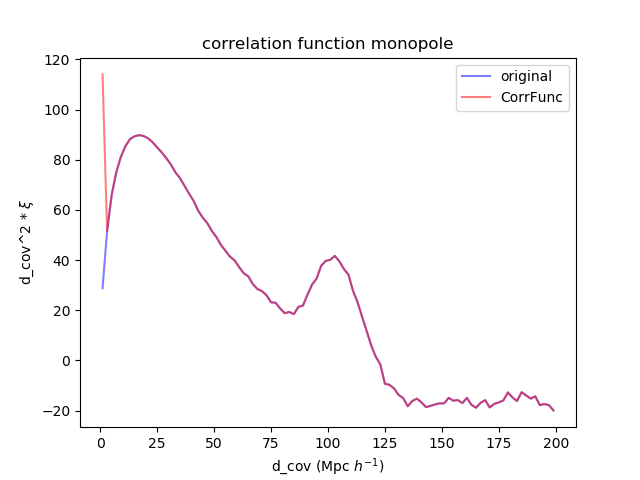 correlation function monopole
original
CorrFunc
120
100
80
60
40
20
0
−20
d_cov^2 * ξ
0 25 50 75 100 125 150 175 200
d_cov (Mpc h⁻¹)